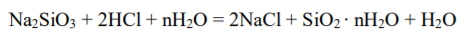 Na₂SiO₃ + 2HCl + nH₂O = 2NaCl + SiO₂ · nH₂O + H₂O